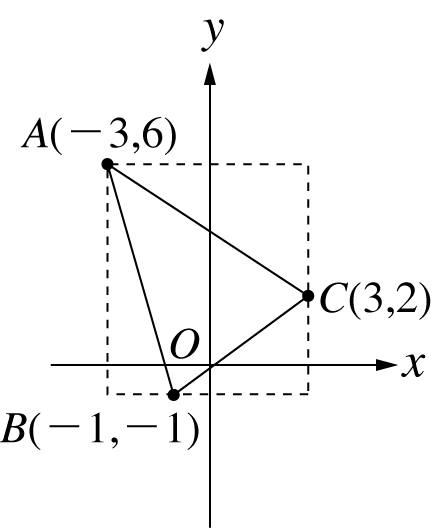 y
A(−3,6)
C(3,2)
O
x
B(−1,−1)